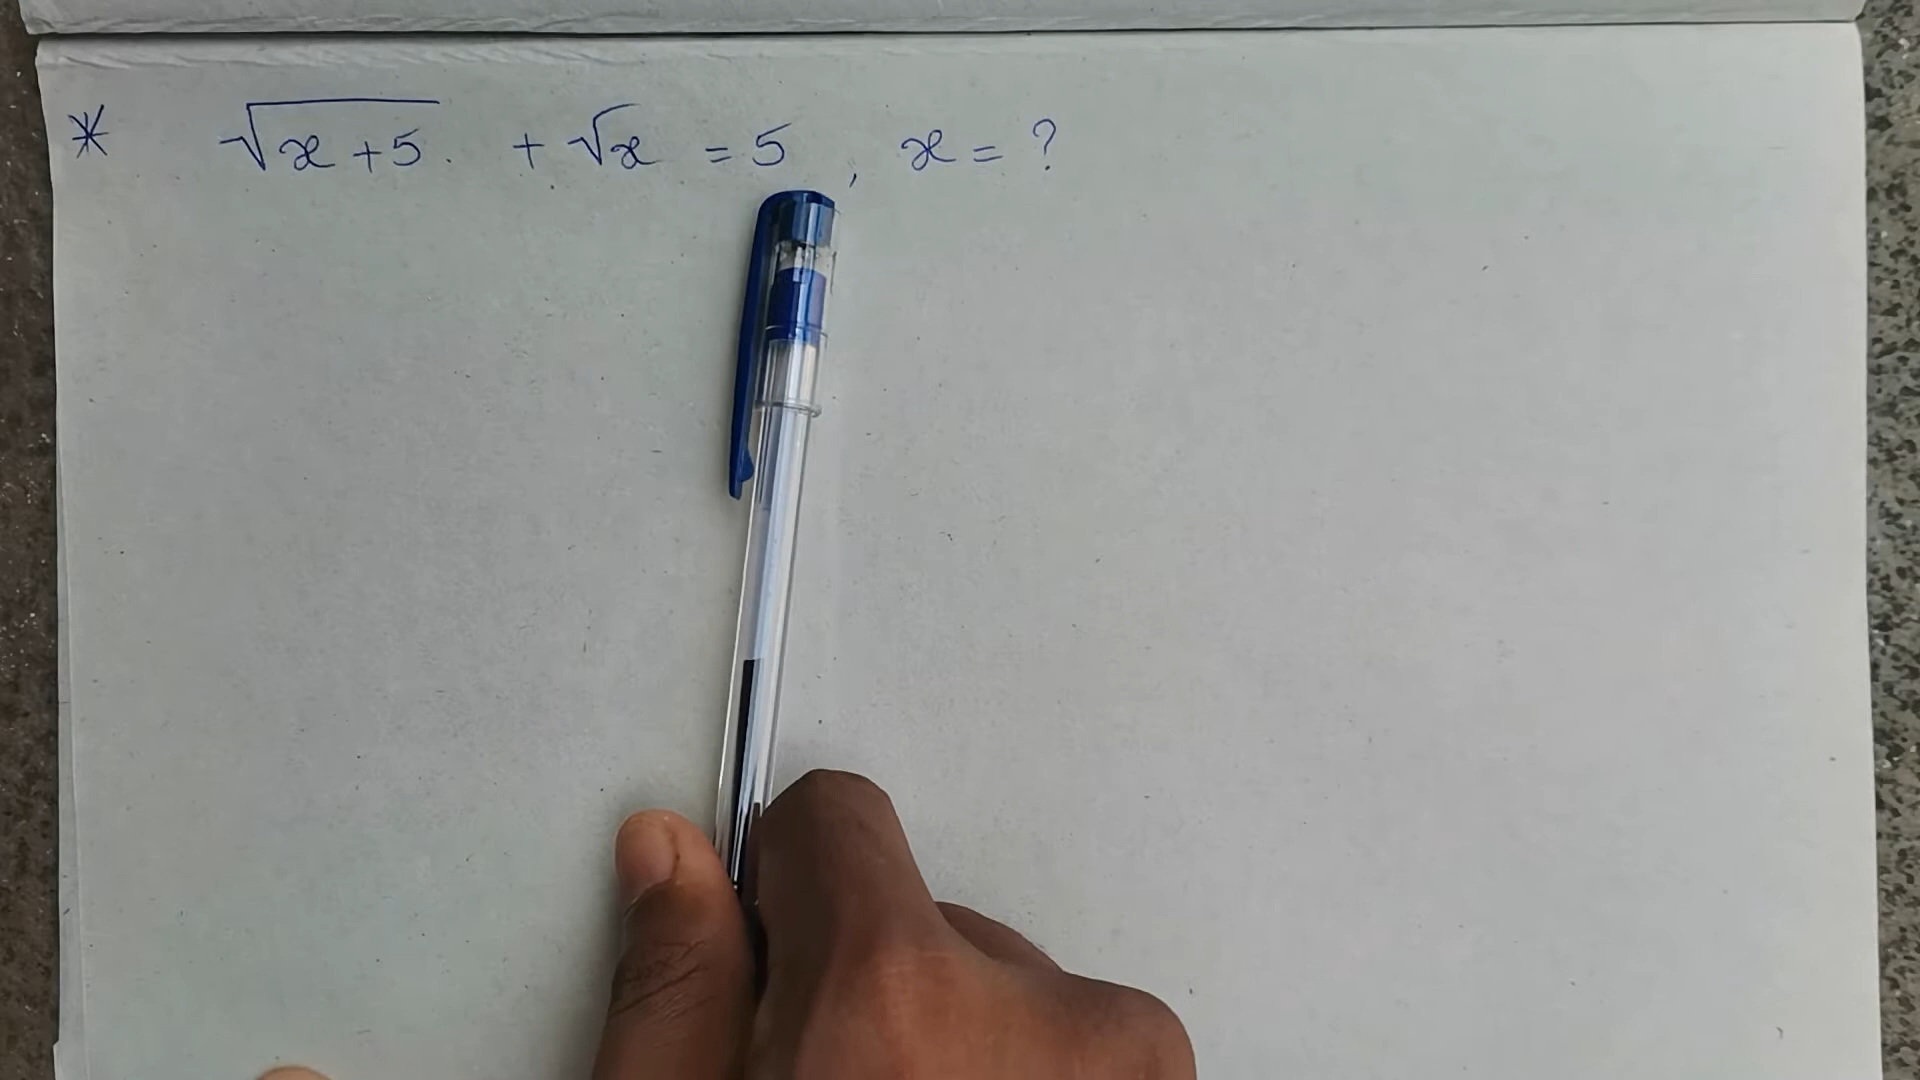 * √x+5. + √x = 5 , x = ?